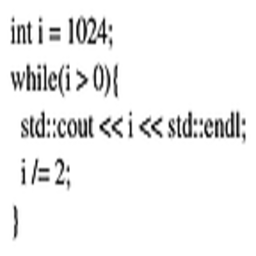 int i = 1024;
while(i > 0){
std::cout << i << std::endl;
i /= 2;
}